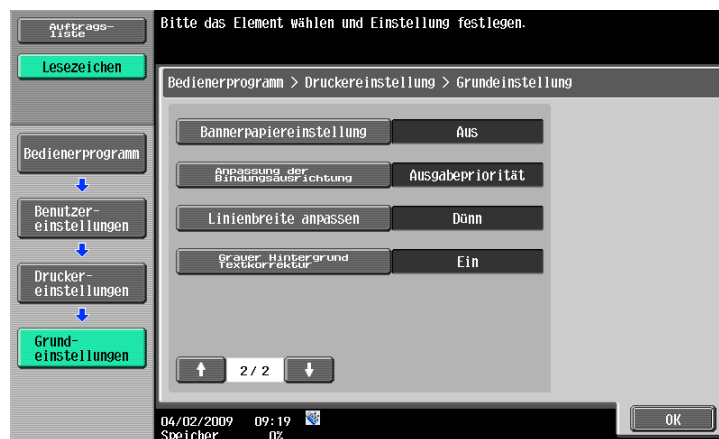 Auftrags-
liste
Lesezeichen
Bitte das Element wählen und Einstellung festlegen.
Bedienerprogramm > Druckereinstellung > Grundeinstellung
Bedienerprogramm
Benutzer-
einstellungen
Drucker-
einstellungen
Grund-
einstellungen
Bannerpapiereinstellung Aus
Anpassung der
Bindungsausrichtung Ausgabepriorität
Linienbreite anpassen Dünn
Grauer Hintergrund
Textkorrektur Ein
2/ 2
04/02/2009 09:19
Speicher 0%
OK